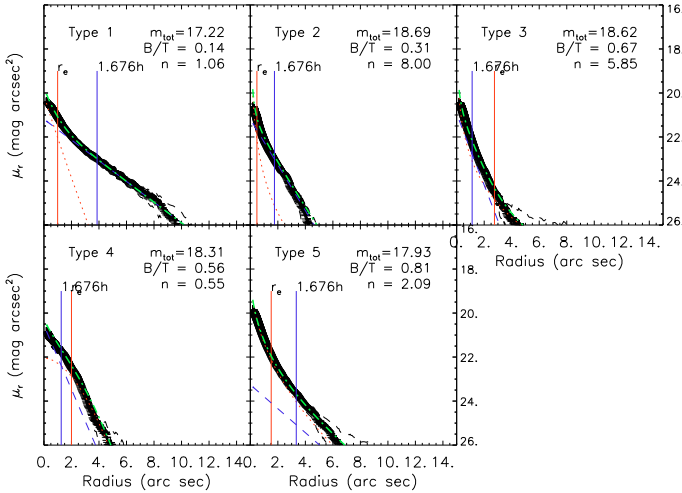 Type 1
m_tot=17.22
B/T = 0.14
n = 1.06
r_e
1.676h
Type 2
m_tot=18.69
B/T = 0.31
n = 8.00
r_e
1.676h
Type 3
m_tot=18.62
B/T = 0.67
n = 5.85
1.676h
r_e
16.
18.
20.
22.
24.
26.
μ_r (mag arcsec²)
0. 2. 4. 6. 8. 10. 12. 14.
Radius (arc sec)
Type 4
m_tot=18.31
B/T = 0.56
n = 0.55
1.676h
r_e
Type 5
m_tot=17.93
B/T = 0.81
n = 2.09
r_e
1.676h
16.
18.
20.
22.
24.
26.
μ_r (mag arcsec²)
0. 2. 4. 6. 8. 10. 12. 14.
0. 2. 4. 6. 8. 10. 12. 14.
Radius (arc sec)
Radius (arc sec)